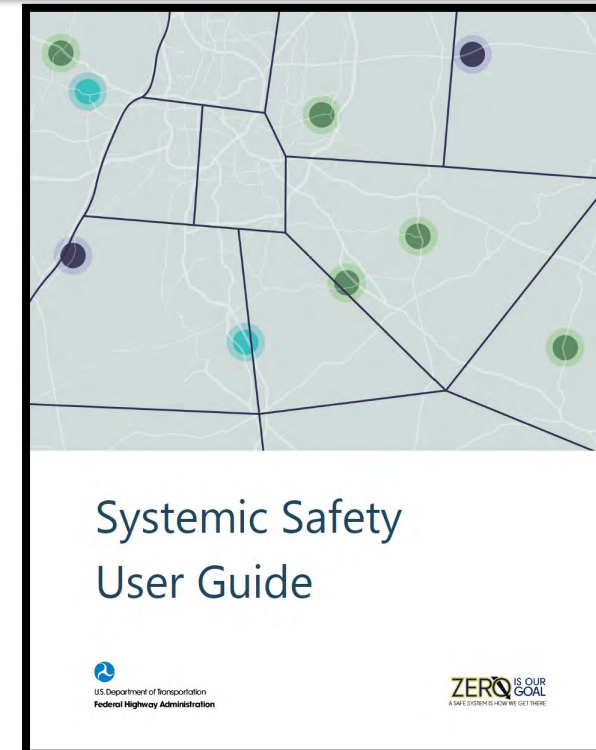 Systemic Safety
User Guide
U.S. Department of Transportation
Federal Highway Administration
ZERO IS OUR
GOAL
A SAFE SYSTEM IS HOW WE GET THERE